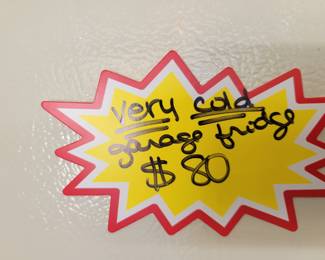 very cold
garage fridge
$ 80